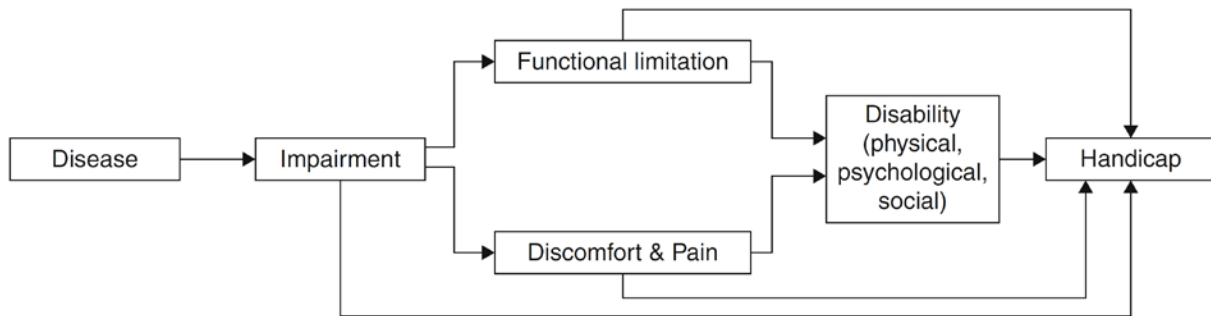 Functional limitation
Disease
Impairment
Disability
(physical,
psychological,
social)
Handicap
Discomfort & Pain